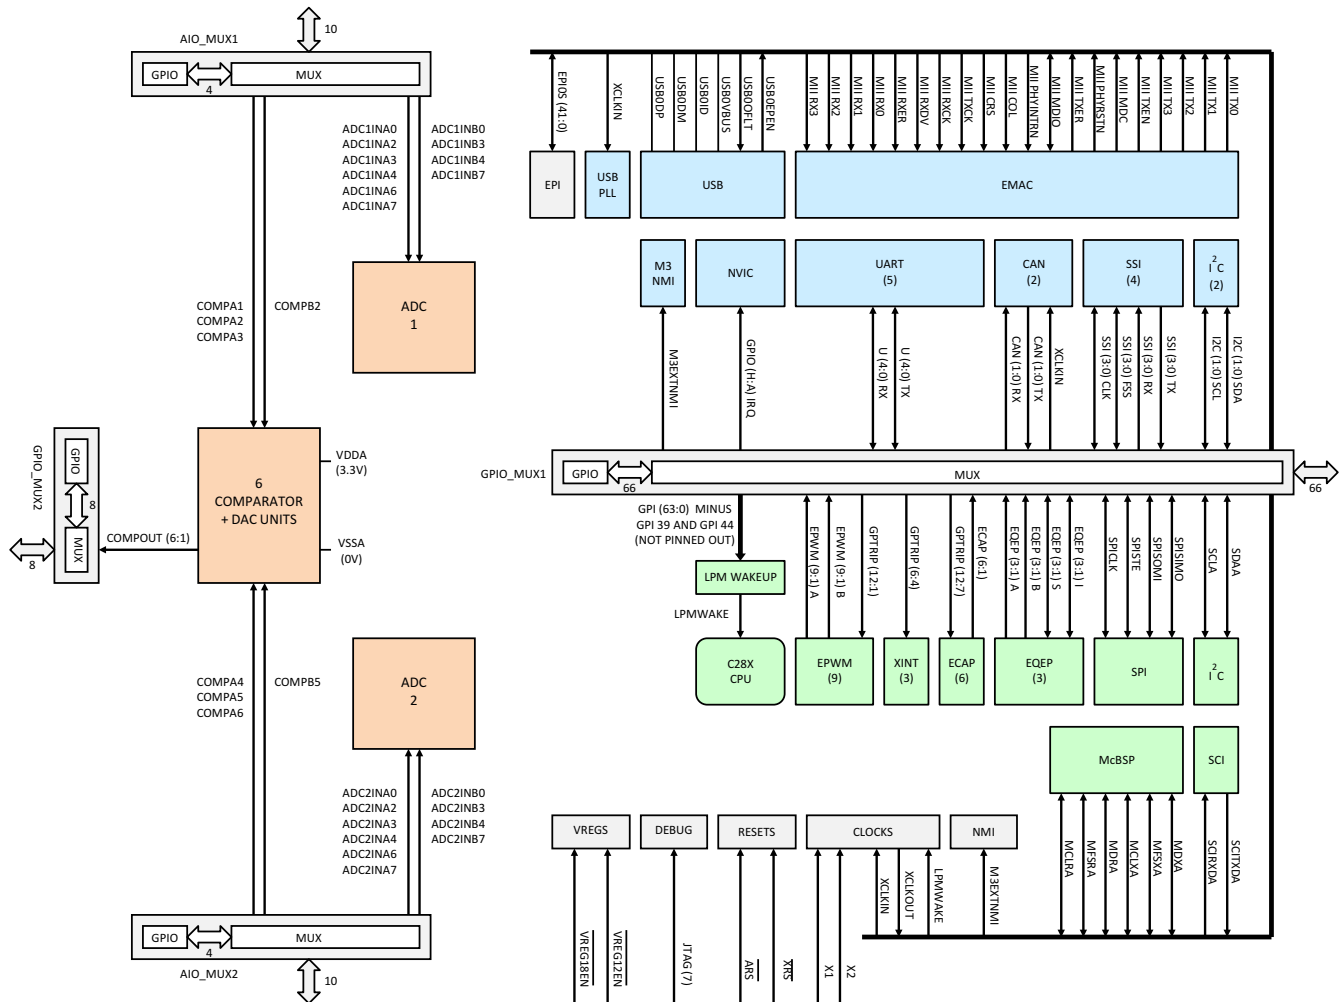 AIO_MUX1
10
GPIO
4
MUX
ADC1INA0
ADC1INA2
ADC1INA3
ADC1INA4
ADC1INA6
ADC1INA7
ADC1INB0
ADC1INB3
ADC1INB4
ADC1INB7
ADC
1
COMPA1
COMPA2
COMPA3
COMPB2
GPIO_MUX2
GPIO
8
MUX
8
COMPOUT (6:1)
6
COMPARATOR
+ DAC UNITS
VDDA
(3.3V)
VSSA
(0V)
COMPA4
COMPA5
COMPA6
COMPB5
ADC
2
ADC2INA0
ADC2INA2
ADC2INA3
ADC2INA4
ADC2INA6
ADC2INA7
ADC2INB0
ADC2INB3
ADC2INB4
ADC2INB7
GPIO
4
MUX
AIO_MUX2
10
EPI0S (41:0)
XCLKIN
USB0DP
USB0DM
USB0ID
USB0VBUS
USB0OFLT
USB0EPEN
MII RX3
MII RX2
MII RX1
MII RX0
MII RXER
MII RXDV
MII RXCK
MII TXCK
MII CRS
MII COL
MII PHYINTRN
MII MDIO
MII TXER
MII PHYRSTN
MII MDC
MII TXEN
MII TX3
MII TX2
MII TX1
MII TX0
EPI
USB
PLL
USB
EMAC
M3
NMI
NVIC
UART
(5)
CAN
(2)
SSI
(4)
I2C
(2)
M3EXTNMI
GPIO (H:A) IRQ
U (4:0) RX
U (4:0) TX
CAN (1:0) RX
CAN (1:0) TX
XCLKIN
SSI (3:0) CLK
SSI (3:0) FSS
SSI (3:0) RX
SSI (3:0) TX
I2C (1:0) SCL
I2C (1:0) SDA
GPIO_MUX1
GPIO
66
MUX
66
GPI (63:0) MINUS
GPI 39 AND GPI 44
(NOT PINNED OUT)
EPWM (9:1) A
EPWM (9:1) B
GPTRIP (12:1)
GPTRIP (6:4)
GPTRIP (12:7)
ECAP (6:1)
EQEP (3:1) A
EQEP (3:1) B
EQEP (3:1) S
EQEP (3:1) I
SPICLK
SPISTE
SPISOMI
SPISIMO
SCLA
SDAA
LPM WAKEUP
LPMWAKE
C28X
CPU
EPWM
(9)
XINT
(3)
ECAP
(6)
EQEP
(3)
SPI
I2C
McBSP
SCI
MCLRA
MFSRA
MDRA
MCLXA
MFSXA
MDXA
SCIRXDA
SCITXDA
VREGS
DEBUG
RESETS
CLOCKS
NMI
VREG18EN
VREG12EN
JTAG (7)
ARS
XRS
X1
X2
XCLKIN
XCLKOUT
LPMWAKE
M3EXTNMI